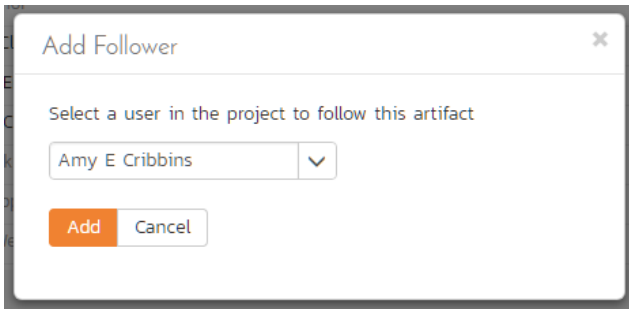 Add Follower
×
Select a user in the project to follow this artifact
Amy E Cribbins
Add
Cancel